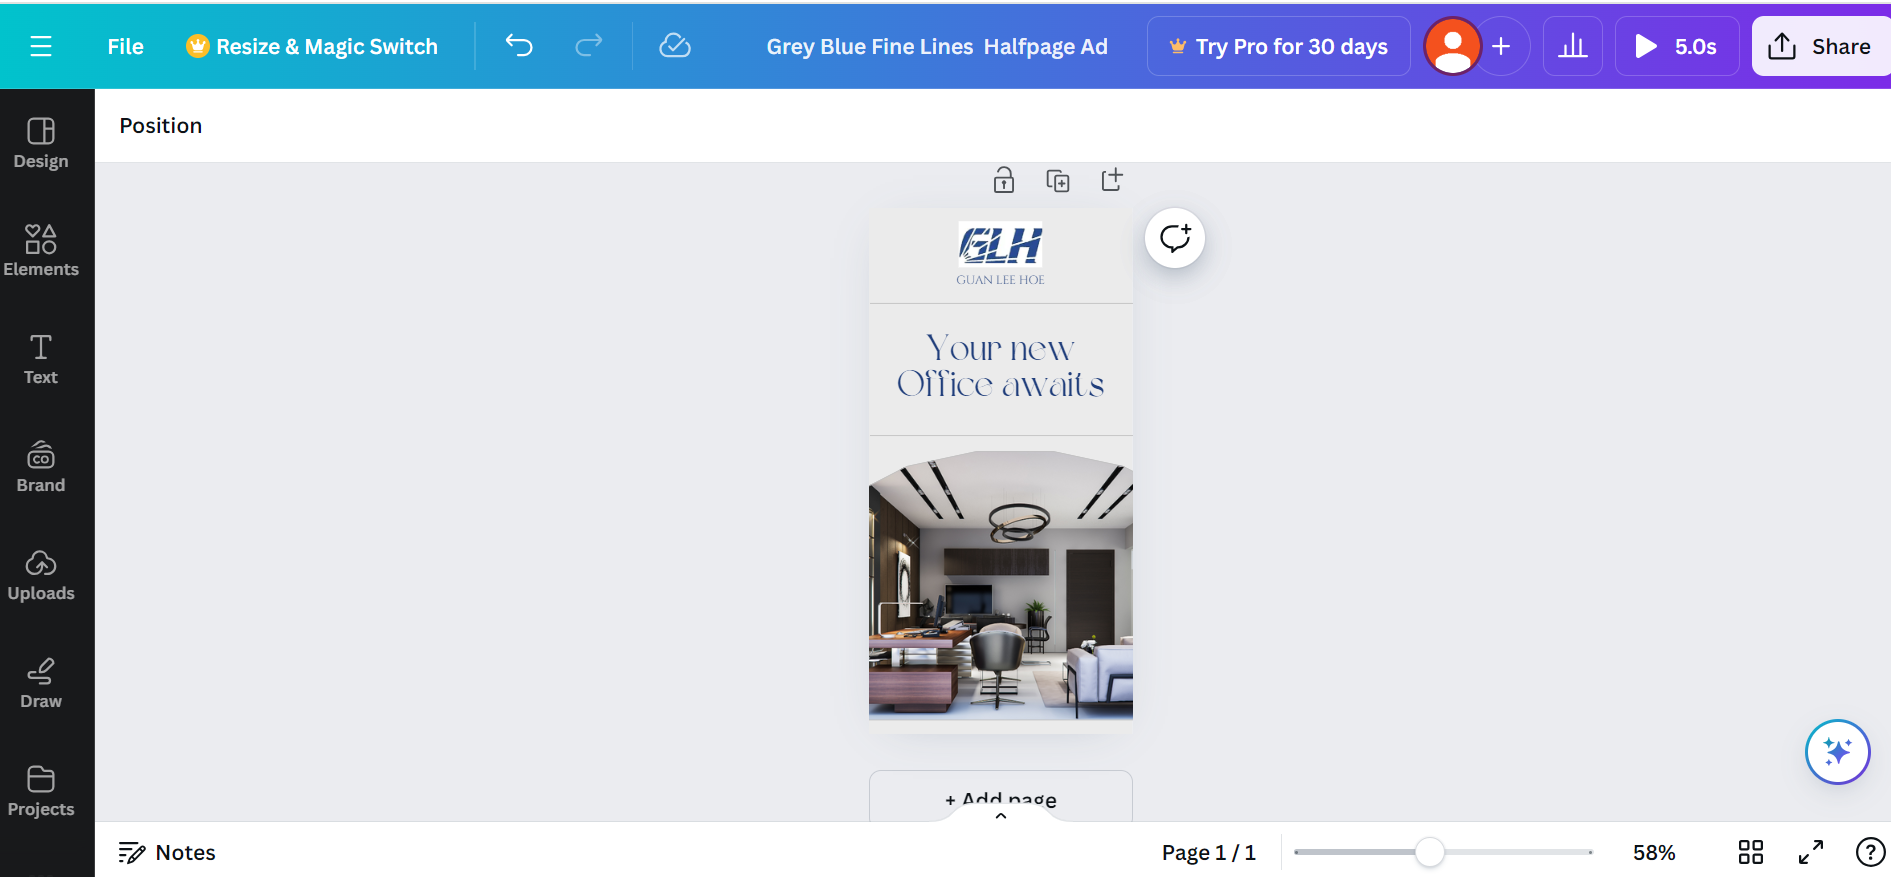 File
Resize & Magic Switch
Grey Blue Fine Lines Halfpage Ad
Try Pro for 30 days
5.0s
Share
Position
Design
Elements
Text
CO
Brand
Uploads
Draw
Projects
GLH
GUAN LEE HOE
Your new
Office awaits
+ Add page
Notes
Page 1 / 1
58%